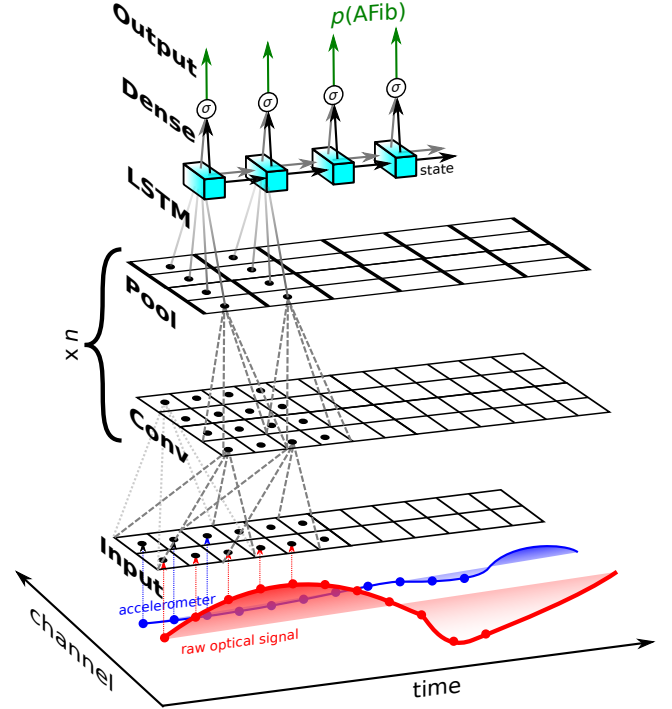 Output
p(AFib)
Dense
σ
σ
σ
σ
LSTM
state
Pool
x n
Conv
Input
accelerometer
raw optical signal
channel
time